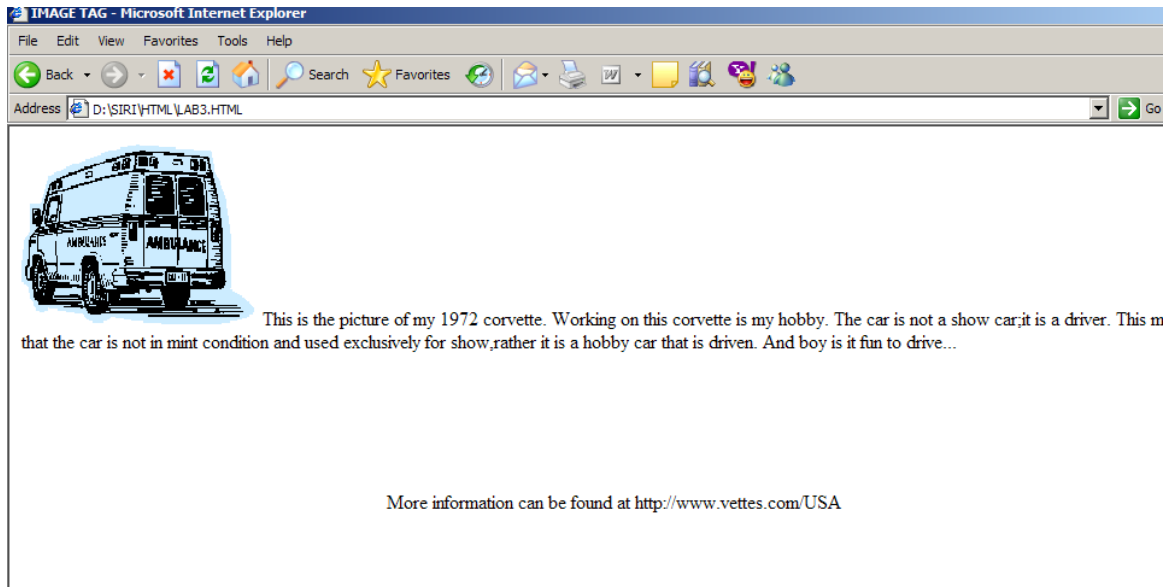 IMAGE TAG - Microsoft Internet Explorer
File Edit View Favorites Tools Help
Back Search Favorites
Address D:\SIRI\HTML\LAB3.HTML Go
AMBULANCE AMBULANCE
This is the picture of my 1972 corvette. Working on this corvette is my hobby. The car is not a show car;it is a driver. This m
that the car is not in mint condition and used exclusively for show,rather it is a hobby car that is driven. And boy is it fun to drive...
More information can be found at http://www.vettes.com/USA